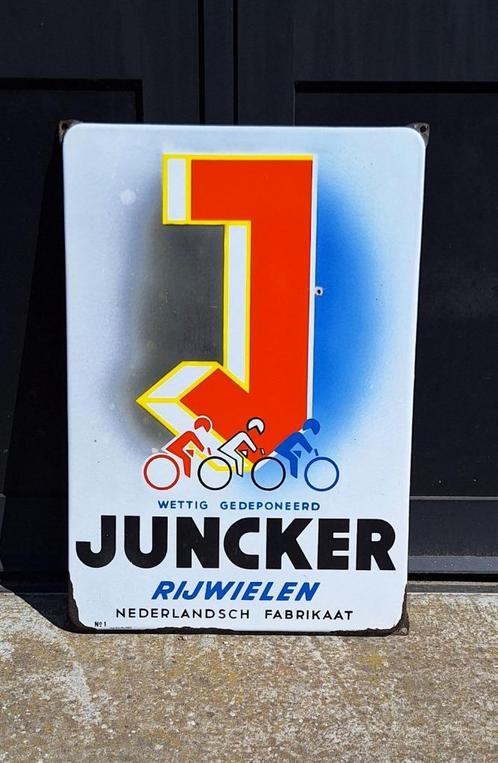 J
WETTIG GEDEPONEERD
JUNCKER
RIJWIELEN
NEDERLANDSCH FABRIKAAT
Nº 1